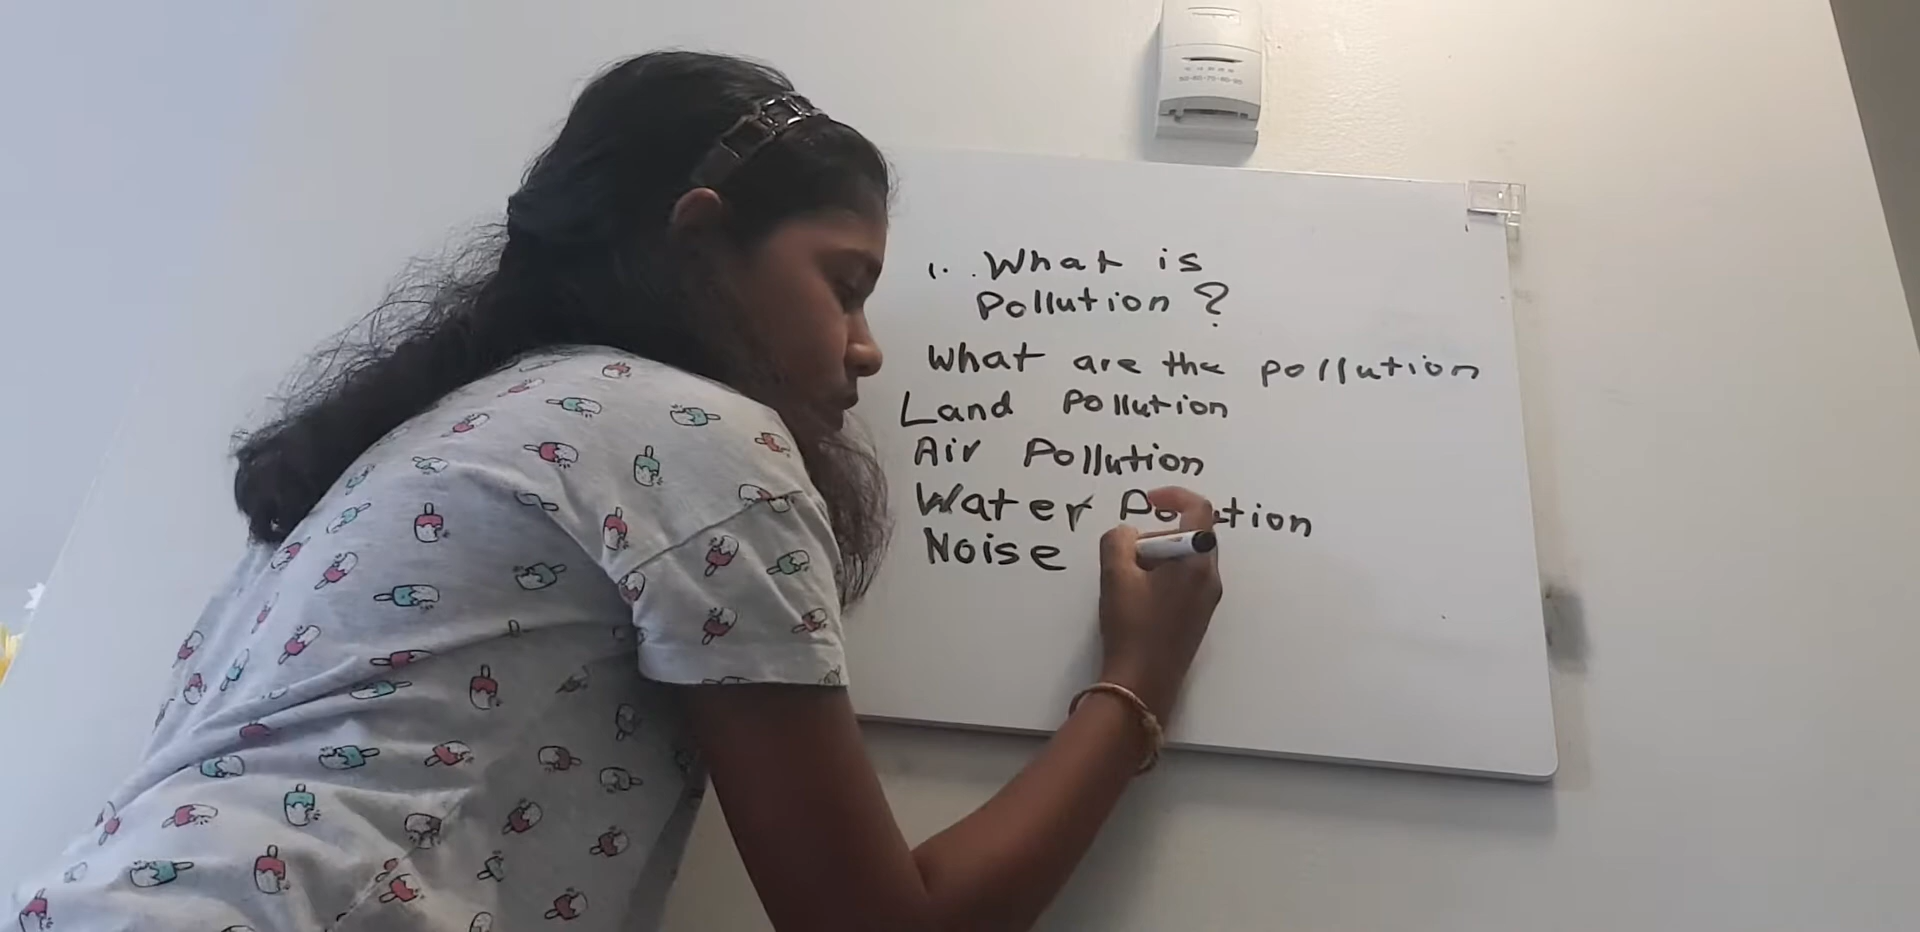 1. What is
Pollution ?
What are the pollution
Land Pollution
Air Pollution
Water
Noise